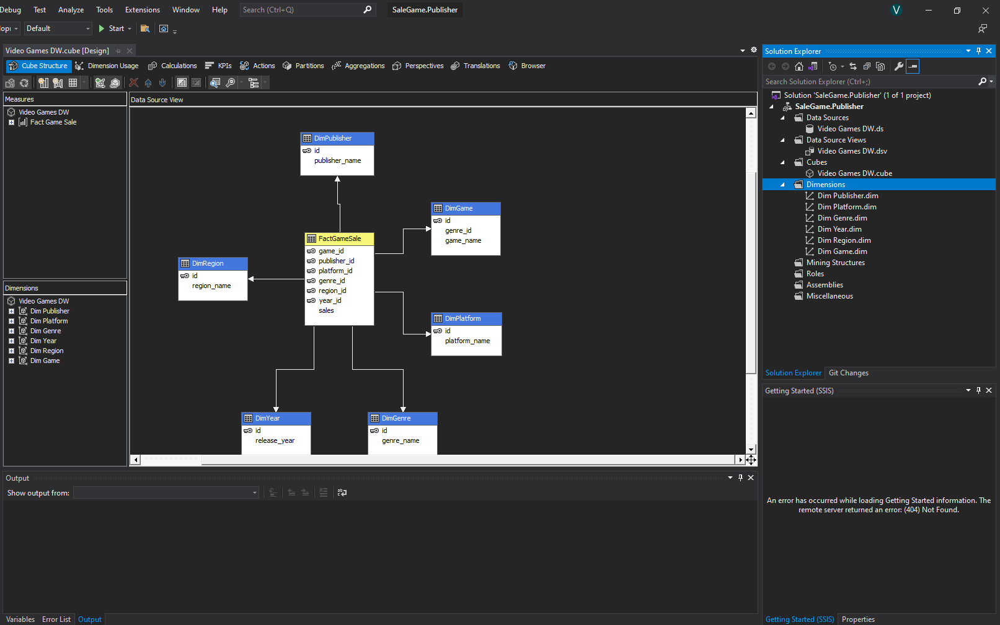 Debug Test Analyze Tools Extensions Window Help Search (Ctrl+Q) SaleGame.Publisher V
Default Start
Video Games DW.cube [Design]
Cube Structure Dimension Usage Calculations KPIs Actions Partitions Aggregations Perspectives Translations Browser
Measures
Video Games DW
Fact Game Sale
Dimensions
Video Games DW
Dim Publisher
Dim Platform
Dim Genre
Dim Year
Dim Region
Dim Game
Data Source View
DimPublisher
id
publisher_name
DimGame
id
genre_id
game_name
FactGameSale
game_id
publisher_id
platform_id
genre_id
region_id
year_id
sales
DimRegion
id
region_name
DimPlatform
id
platform_name
DimYear
id
release_year
DimGenre
id
genre_name
Output
Show output from:
Variables Error List Output
Solution Explorer
Search Solution Explorer (Ctrl+;)
Solution 'SaleGame.Publisher' (1 of 1 project)
SaleGame.Publisher
Data Sources
Video Games DW.ds
Data Source Views
Video Games DW.dsv
Cubes
Video Games DW.cube
Dimensions
Dim Publisher.dim
Dim Platform.dim
Dim Genre.dim
Dim Year.dim
Dim Region.dim
Dim Game.dim
Mining Structures
Roles
Assemblies
Miscellaneous
Solution Explorer Git Changes
Getting Started (SSIS)
An error has occurred while loading Getting Started information. The
remote server returned an error: (404) Not Found.
Getting Started (SSIS) Properties